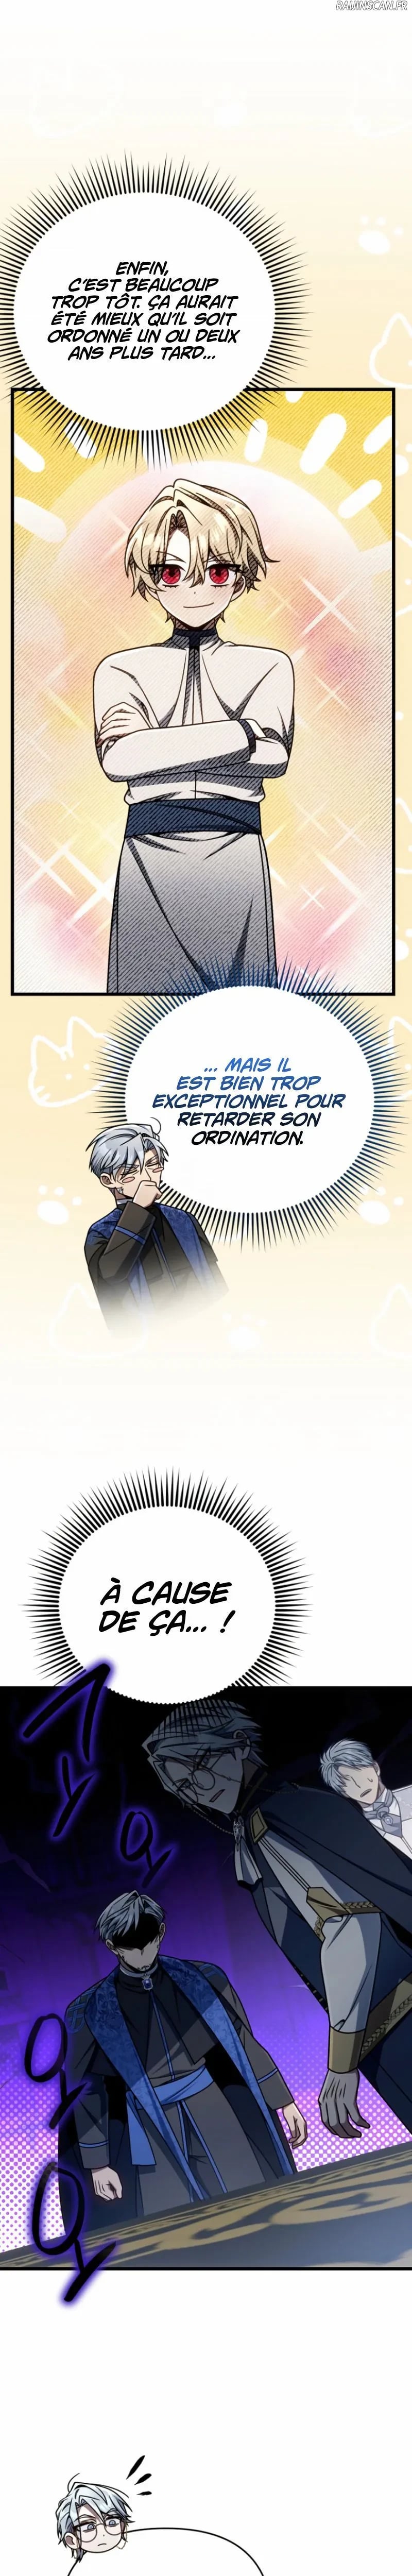 RAIJINSCAN.FR
ENFIN,
C'EST BEAUCOUP
TROP TÔT. ÇA AURAIT
ÉTÉ MIEUX QU'IL SOIT
ORDONNÉ UN OU DEUX
ANS PLUS TARD...
... MAIS IL
EST BIEN TROP
EXCEPTIONNEL POUR
RETARDER SON
ORDINATION.
À CAUSE
DE ÇA... !